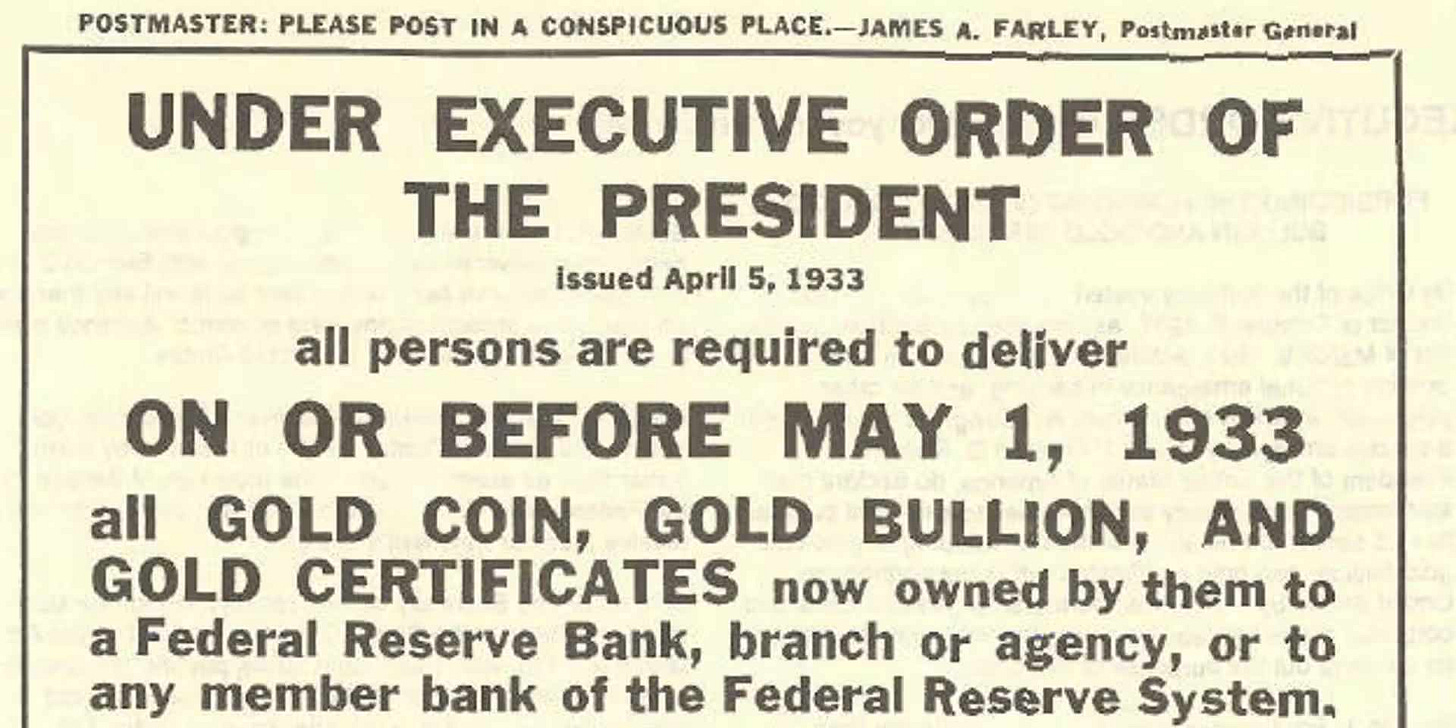 POSTMASTER: PLEASE POST IN A CONSPICUOUS PLACE.—JAMES A. FARLEY, Postmaster General
UNDER EXECUTIVE ORDER OF
THE PRESIDENT
issued April 5, 1933
all persons are required to deliver
ON OR BEFORE MAY 1, 1933
all GOLD COIN, GOLD BULLION, AND
GOLD CERTIFICATES now owned by them to
a Federal Reserve Bank, branch or agency, or to
any member bank of the Federal Reserve System.